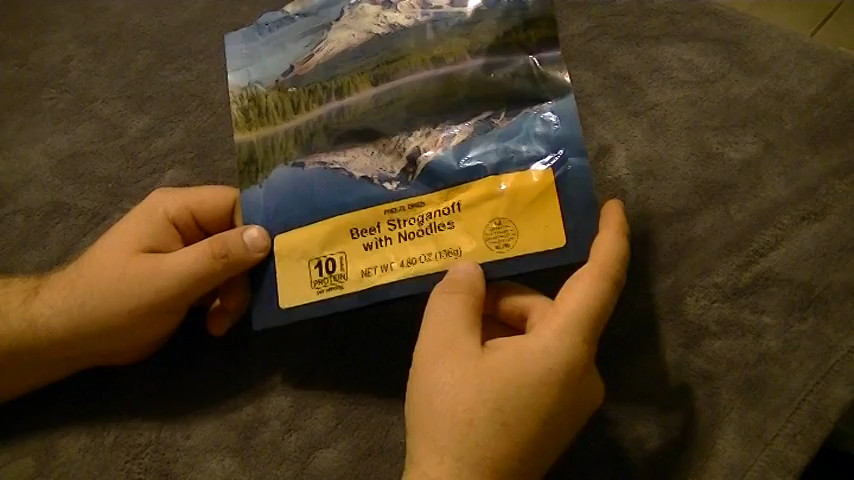 FREEZE DRIED
Beef Stroganoff
with Noodles
10
PROTEIN
NET WT 4.80 OZ (136g)